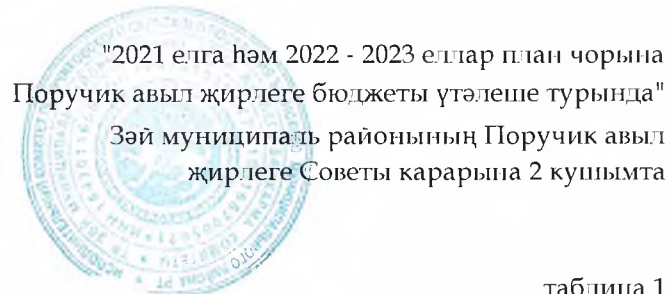 "2021 елга һәм 2022 - 2023 еллар план чорына
Поручик авыл җирлеге бюджеты үтәлеше турында"
Зәй муниципаль районының Поручик авыл
җирлеге Советы карарына 2 кушымта
таблица 1